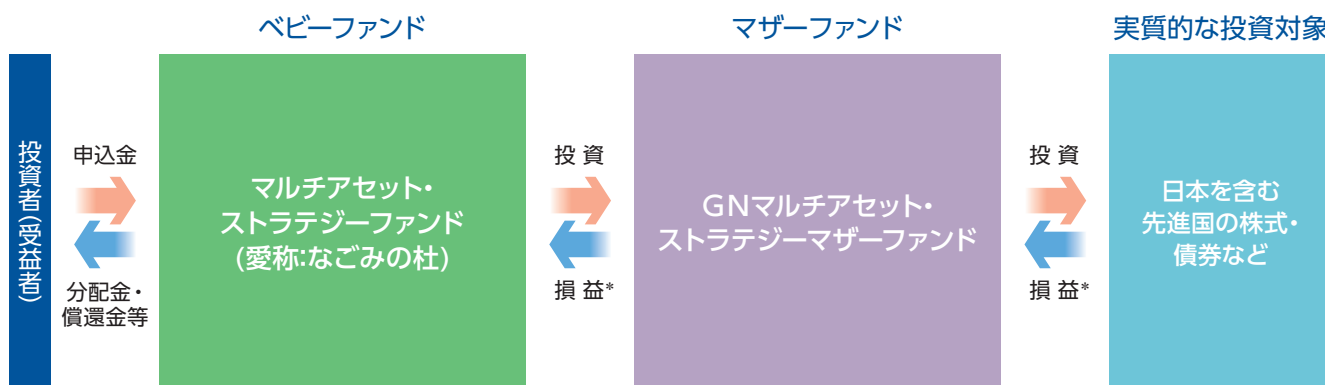 ベビーファンド
マザーファンド
実質的な投資対象
投資者(受益者)
申込金
分配金・
償還金等
マルチアセット・
ストラテジーファンド
(愛称:なごみの杜)
投 資
損 益*
GNマルチアセット・
ストラテジーマザーファンド
投 資
損 益*
日本を含む
先進国の株式・
債券など